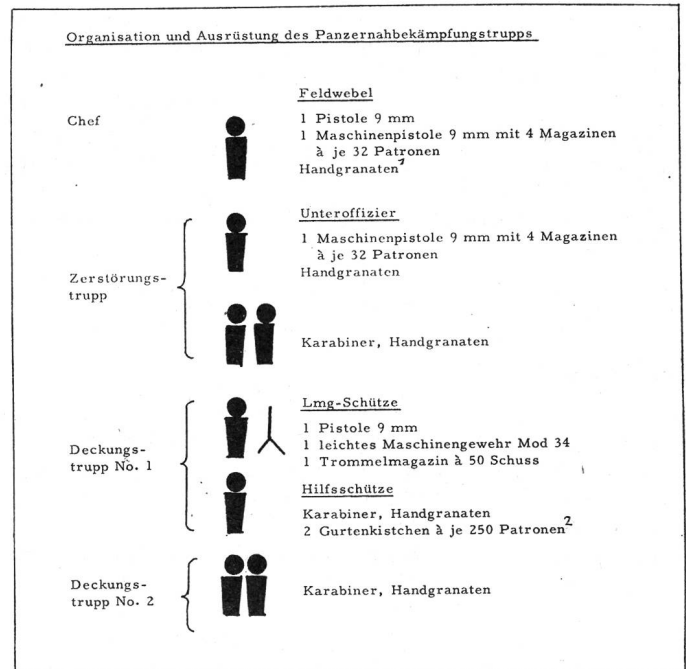 Organisation und Ausrüstung des Panzernahbekämpfungstrupps
Feldwebel
Chef
1 Pistole 9 mm
1 Maschinenpistole 9 mm mit 4 Magazinen
à je 32 Patronen
Handgranaten¹
Unteroffizier
1 Maschinenpistole 9 mm mit 4 Magazinen
à je 32 Patronen
Handgranaten
Zerstörungs-
trupp
Karabiner, Handgranaten
Lmg-Schütze
1 Pistole 9 mm
1 leichtes Maschinengewehr Mod 34
1 Trommelmagazin à 50 Schuss
Deckungs-
trupp No. 1
Hilfsschütze
Karabiner, Handgranaten
2 Gurtenkistchen à je 250 Patronen²
Deckungs-
trupp No. 2
Karabiner, Handgranaten